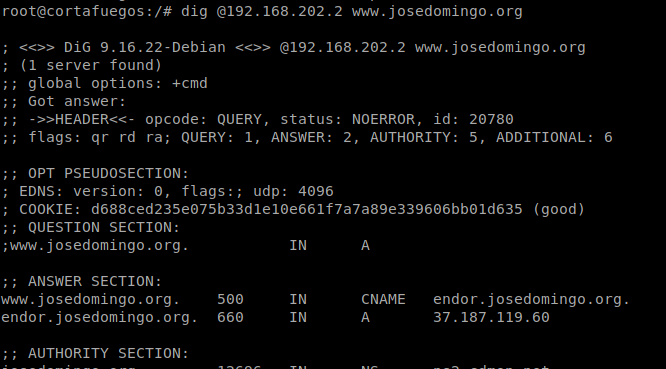 root@cortafuegos:/# dig @192.168.202.2 www.josedomingo.org
; <<>> DiG 9.16.22-Debian <<>> @192.168.202.2 www.josedomingo.org
; (1 server found)
;; global options: +cmd
;; Got answer:
;; ->>HEADER<<- opcode: QUERY, status: NOERROR, id: 20780
;; flags: qr rd ra; QUERY: 1, ANSWER: 2, AUTHORITY: 5, ADDITIONAL: 6
;; OPT PSEUDOSECTION:
; EDNS: version: 0, flags:; udp: 4096
; COOKIE: d688ced235e075b33d1e10e661f7a7a89e339606bb01d635 (good)
;; QUESTION SECTION:
;www.josedomingo.org. IN A
;; ANSWER SECTION:
www.josedomingo.org. 500 IN CNAME endor.josedomingo.org.
endor.josedomingo.org. 660 IN A 37.187.119.60
;; AUTHORITY SECTION:
IN NS